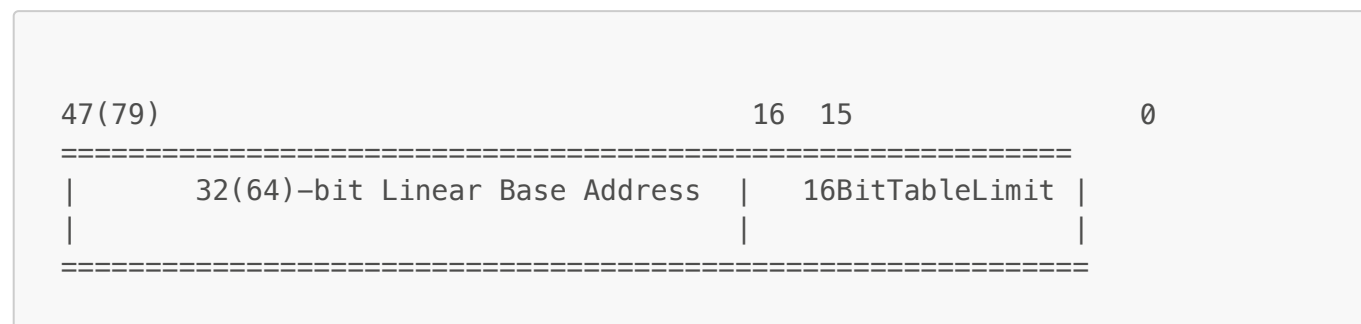 47(79) 16 15 0
============================================================
| 32(64)-bit Linear Base Address | 16BitTableLimit |
| | |
=============================================================